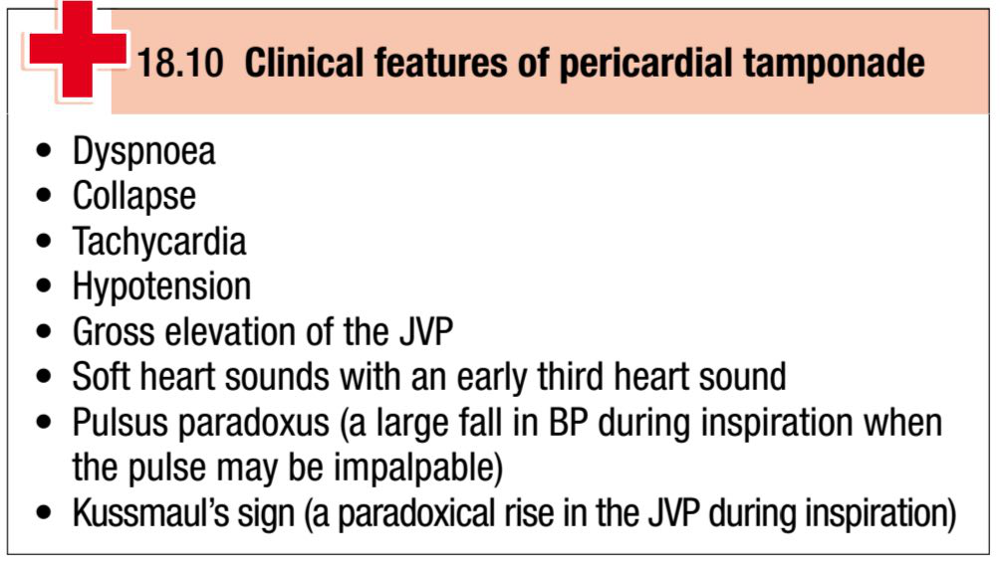 18.10 Clinical features of pericardial tamponade
• Dyspnoea
• Collapse
• Tachycardia
• Hypotension
• Gross elevation of the JVP
• Soft heart sounds with an early third heart sound
• Pulsus paradoxus (a large fall in BP during inspiration when
the pulse may be impalpable)
• Kussmaul's sign (a paradoxical rise in the JVP during inspiration)